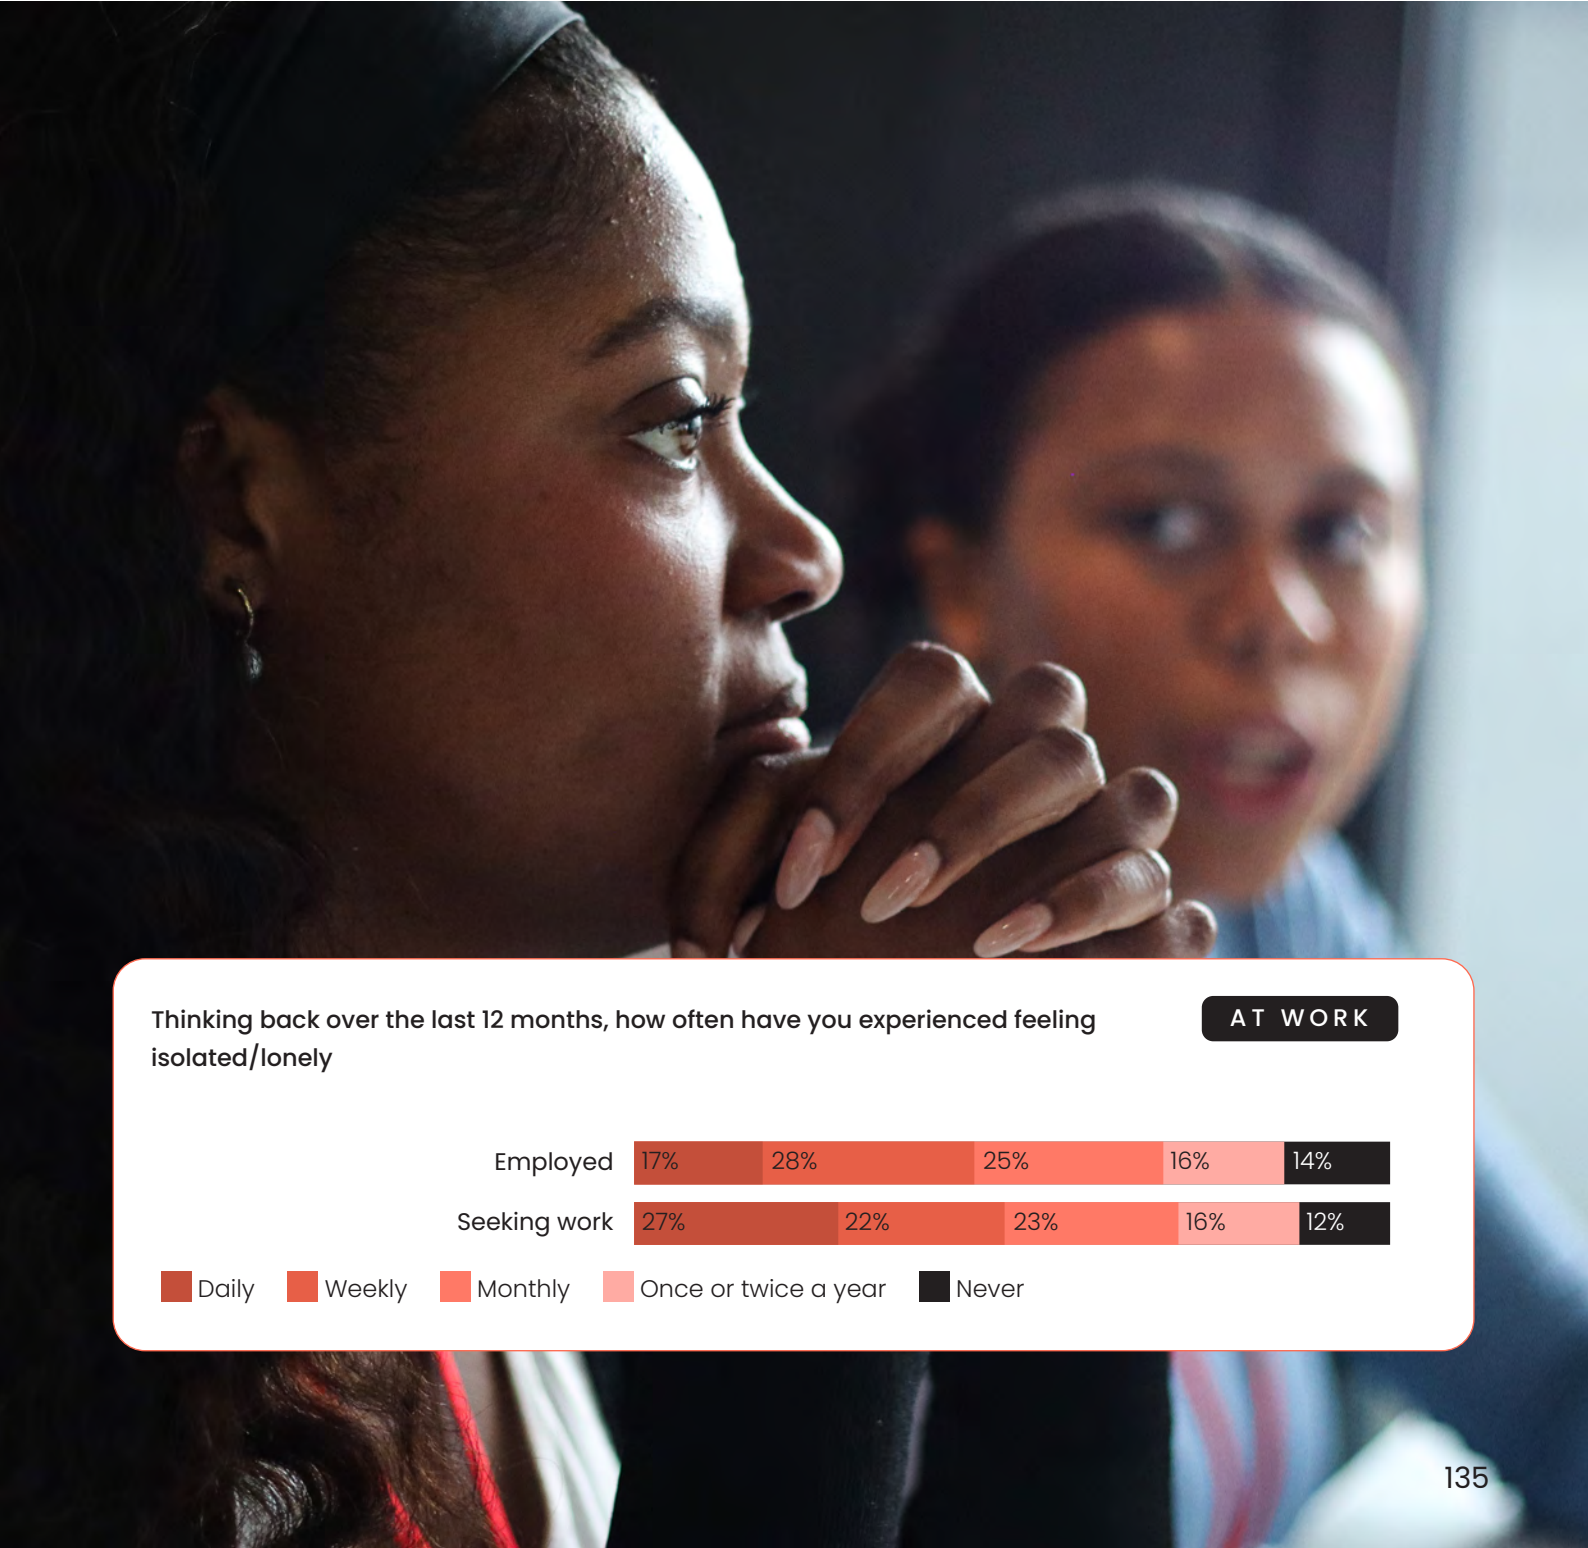 Thinking back over the last 12 months, how often have you experienced feeling
isolated/lonely
AT WORK
Employed 17% 28% 25% 16% 14%
Seeking work 27% 22% 23% 16% 12%
Daily Weekly Monthly Once or twice a year Never
135